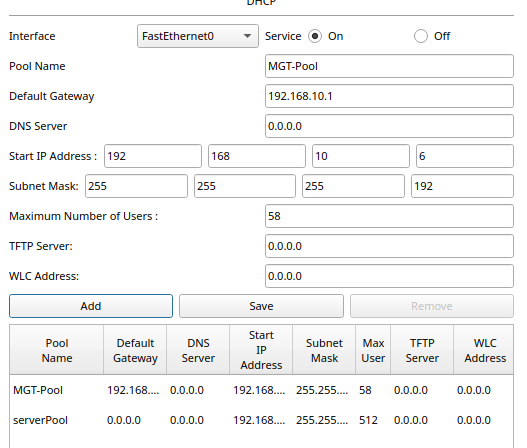 DHCP
Interface FastEthernet0 Service On Off
Pool Name MGT-Pool
Default Gateway 192.168.10.1
DNS Server 0.0.0.0
Start IP Address : 192 168 10 6
Subnet Mask: 255 255 255 192
Maximum Number of Users : 58
TFTP Server: 0.0.0.0
WLC Address: 0.0.0.0
Add Save Remove
Pool Name Default Gateway DNS Server Start IP Address Subnet Mask Max User TFTP Server WLC Address
MGT-Pool 192.168.... 0.0.0.0 192.168.... 255.255.... 58 0.0.0.0 0.0.0.0
serverPool 0.0.0.0 0.0.0.0 192.168.... 255.255.... 512 0.0.0.0 0.0.0.0